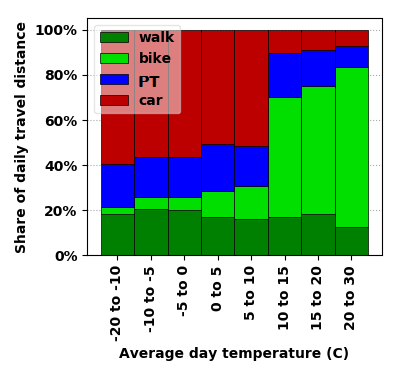 Share of daily travel distance
100%
80%
60%
40%
20%
0%
walk
bike
PT
car
-20 to -10
-10 to -5
-5 to 0
0 to 5
5 to 10
10 to 15
15 to 20
20 to 30
Average day temperature (C)